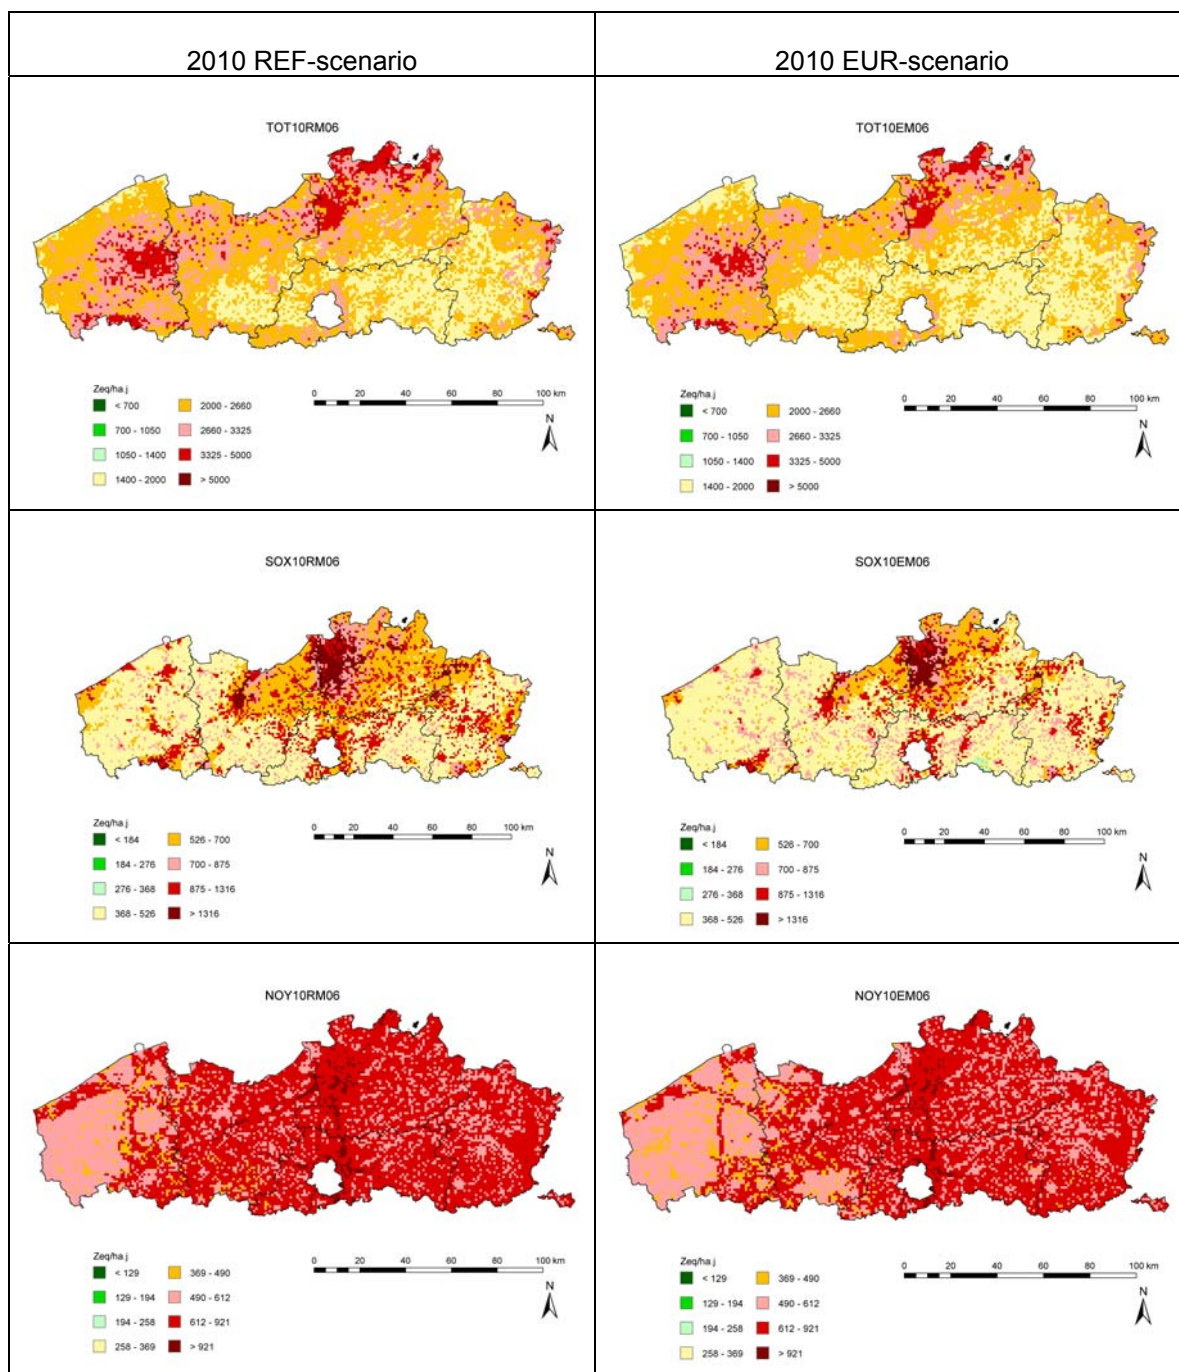 2010 REF-scenario
2010 EUR-scenario
TOT10RM06
Zeq/ha.j
< 700
2000 - 2660
700 - 1050
2660 - 3325
1050 - 1400
3325 - 5000
1400 - 2000
> 5000
0 20 40 60 80 100 km
N
TOT10EM06
Zeq/ha.j
< 700
2000 - 2660
700 - 1050
2660 - 3325
1050 - 1400
3325 - 5000
1400 - 2000
> 5000
0 20 40 60 80 100 km
N
SOX10RM06
Zeq/ha.j
< 184
526 - 700
184 - 276
700 - 875
276 - 368
875 - 1316
368 - 526
> 1316
0 20 40 60 80 100 km
N
SOX10EM06
Zeq/ha.j
< 184
526 - 700
184 - 276
700 - 875
276 - 368
875 - 1316
368 - 526
> 1316
0 20 40 60 80 100 km
N
NOY10RM06
Zeq/ha.j
< 129
369 - 490
129 - 194
490 - 612
194 - 258
612 - 921
258 - 369
> 921
0 20 40 60 80 100 km
N
NOY10EM06
Zeq/ha.j
< 129
369 - 490
129 - 194
490 - 612
194 - 258
612 - 921
258 - 369
> 921
0 20 40 60 80 100 km
N